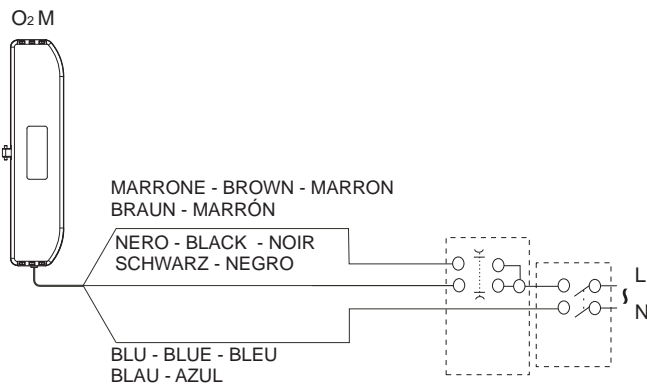 O2 M
MARRONE - BROWN - MARRON
BRAUN - MARRÓN
NERO - BLACK - NOIR
SCHWARZ - NEGRO
L
N
BLU - BLUE - BLEU
BLAU - AZUL